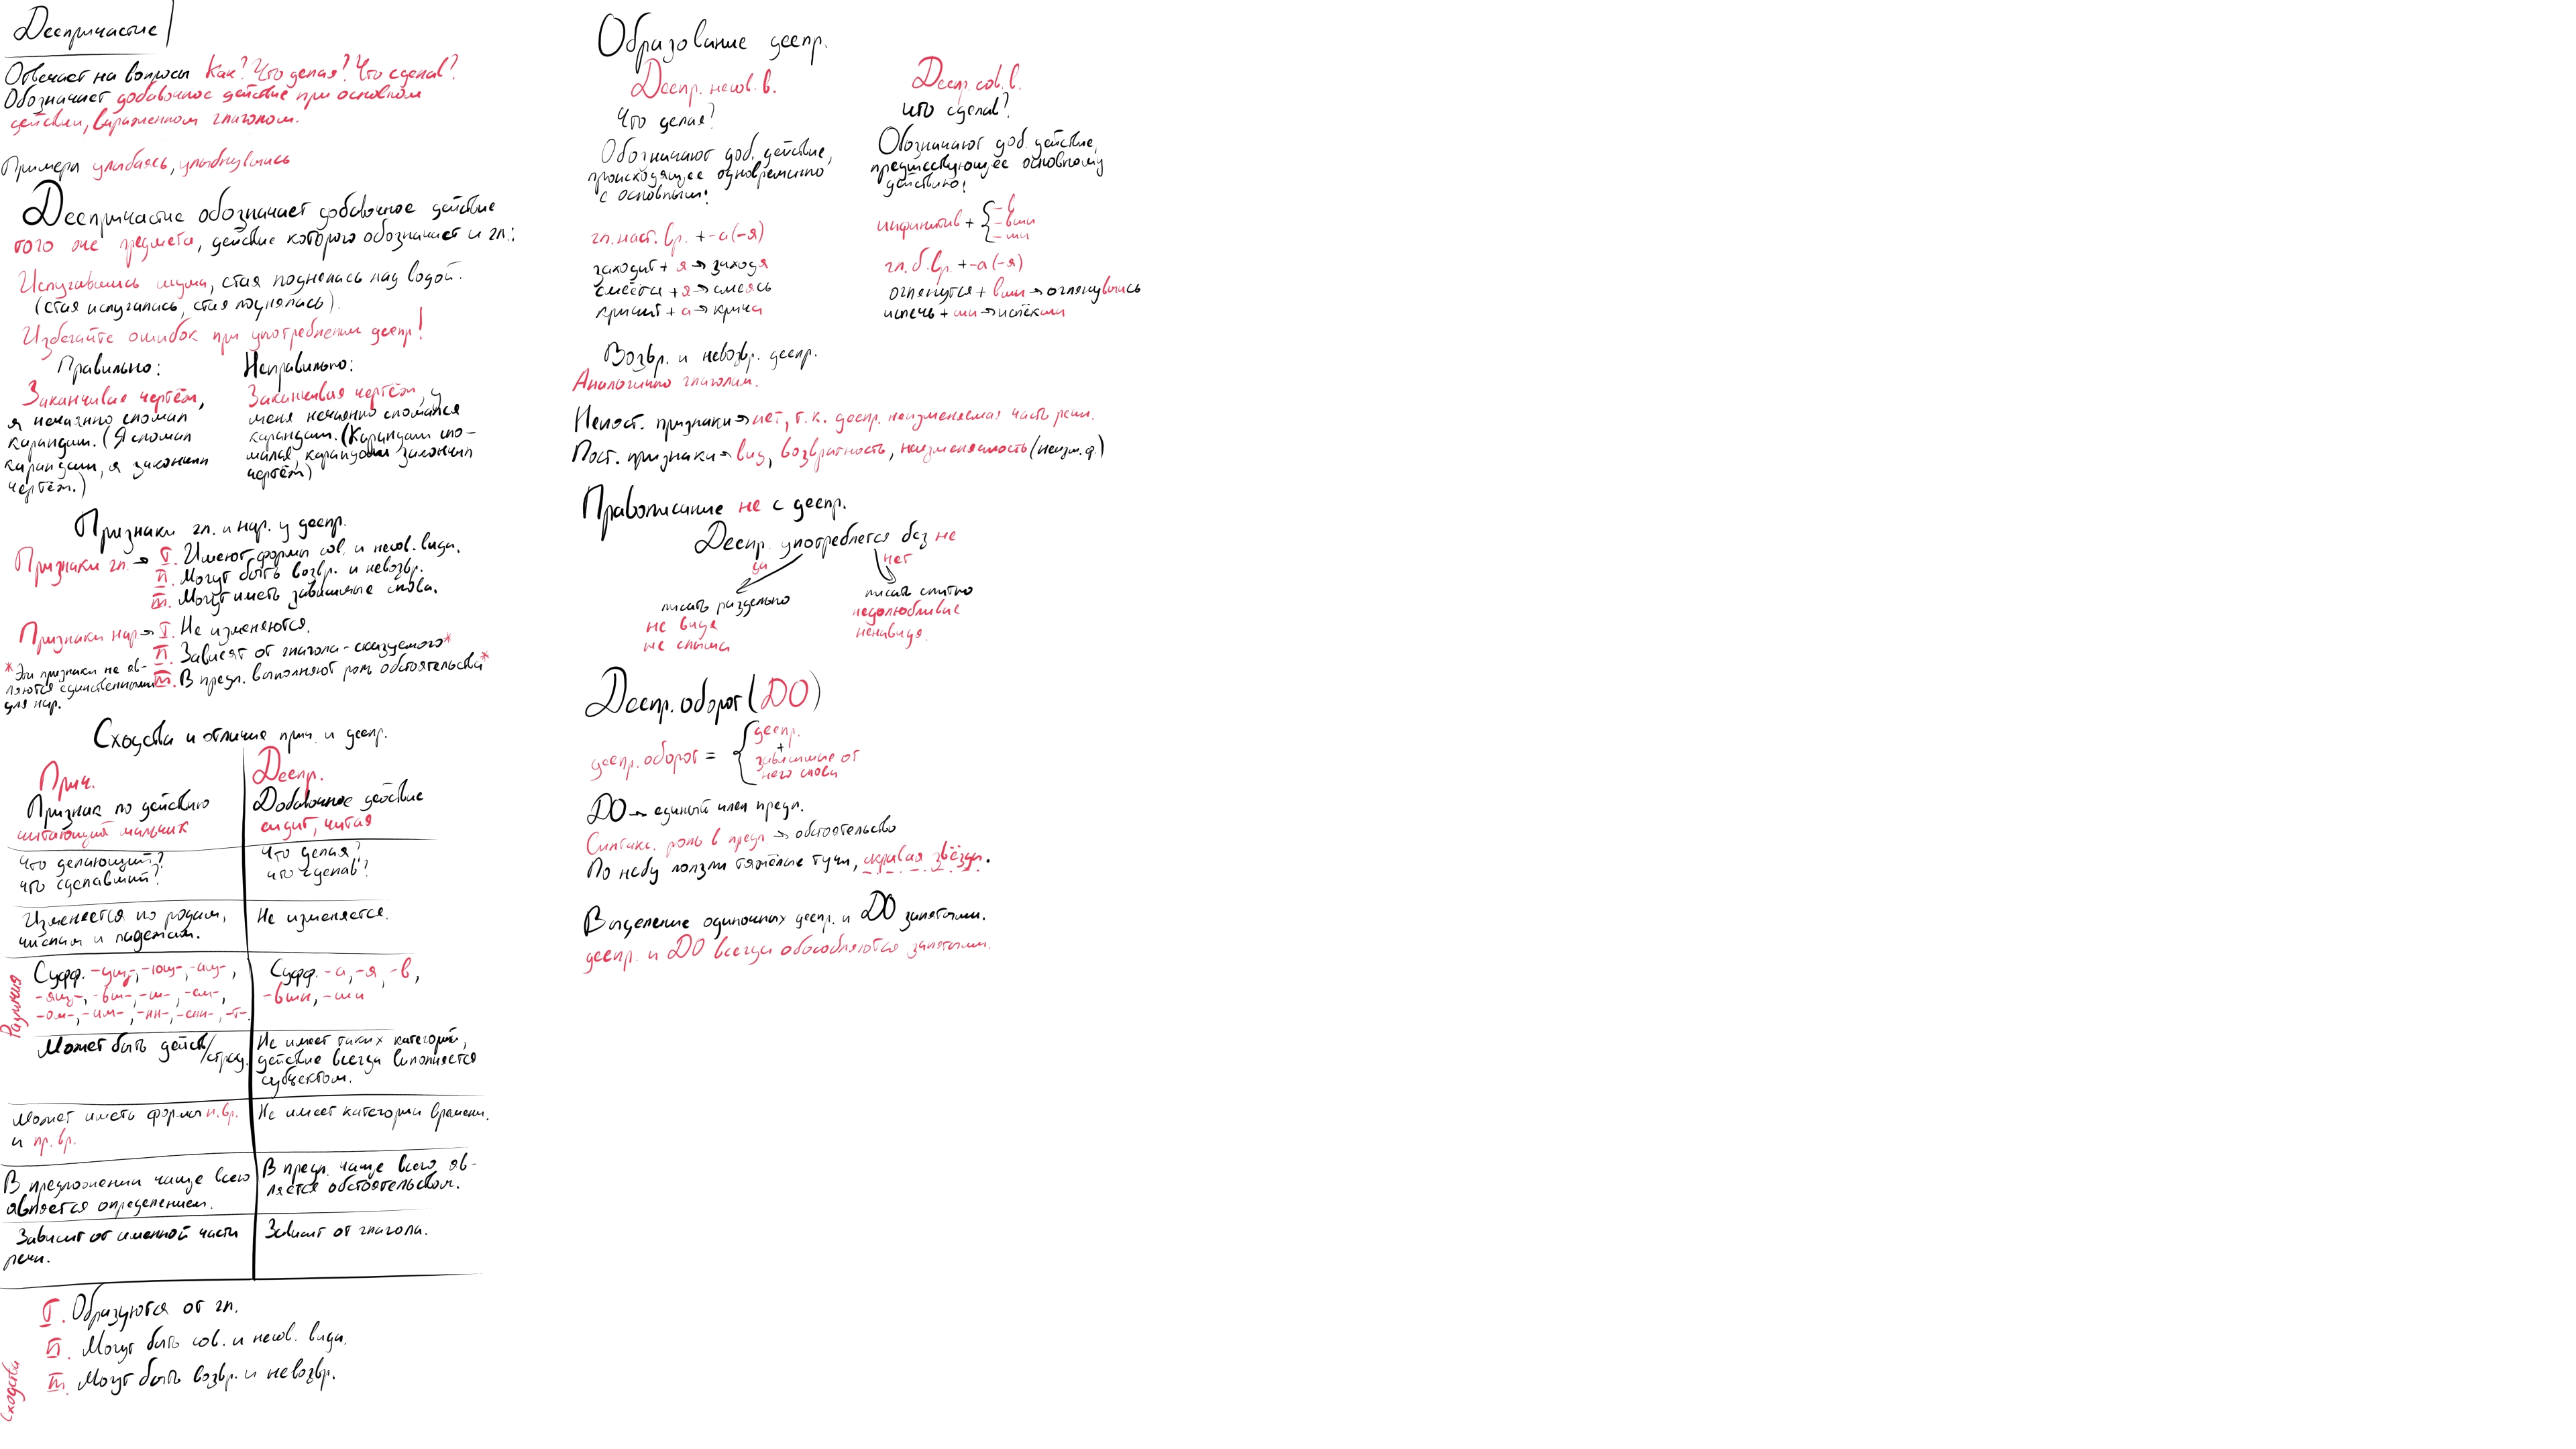 Деепричастие
Отвечает на вопросы Как? Что делая? Что сделав?
Обозначает добавочное действие при основном
действии, выраженном глаголом.
Примеры улыбаясь, улыбнувшись
Деепричастие обозначает добавочное действие
того же предмета, действие которого обозначает и гл.:
Испугавшись шума, стая поднялась над водой.
(стая испугалась, стая поднялась).
Избегайте ошибок при употреблении деепр!
Правильно:
Заканчивая чертёж,
я нечаянно сломал
карандаш. (Я сломал
карандаш, я закончил
чертёж.)
Неправильно:
Заканчивая чертёж, у
меня нечаянно сломался
карандаш. (Карандаш сло-
мался, карандаш закончил
чертёж)
Признаки гл. и нар. у деепр.
Признаки гл. → I. Имеют формы сов. и несов. вида.
II. Могут быть возвр. и невозвр.
III. Могут иметь зависимые слова.
Признаки нар → I. Не изменяются.
II. Зависят от глагола-сказуемого*
III. В предл. выполняют роль обстоятельства*
*Эти признаки не яв-
ляются единственными
для нар.
Сходства и отличие прич. и деепр.
Прич.
Признак по действию
читающий мальчик
Деепр.
Добавочное действие
сидит, читая
Что делающий?
что сделавший?
Что делая?
что сделав?
Изменяется по родам,
числам и падежам.
Не изменяется.
Различия
Суфф. -ущ-, -ющ-, -ащ-,
-ящ-, -вш-, -ш-, -ем-,
-ом-, -им-, -нн-, -енн-, -т-.
Суфф. -а, -я, -в,
-вши, -ши
Может быть действ/
страд.
Не имеет таких категорий,
действие всегда выполняется
субъектом.
Может иметь формы н.вр.
и пр. вр.
Не имеет категории времени.
В предложении чаще всего
является определением.
В предл. чаще всего яв-
ляется обстоятельством.
Зависит от именной части
речи.
Зависит от глагола.
Сходства
I. Образуются от гл.
II. Могут быть сов. и несов. вида.
III. Могут быть возвр. и невозвр.
Образование деепр.
Деепр. несов. в.
Что делая?
Обозначают доб. действие,
происходящее одновременно
с основным!
гл. наст. вр. + -а (-я)
заходит + я → заходя
смеётся + я → смеясь
кричит + а → крича
Деепр. сов. в.
что сделав?
Обозначают доб. действие,
предшествующее основному
действию!
инфинитив + { -в
-вши
-ши
гл. б. вр. + -а (-я)
оглянуться + вши → оглянувшись
испечь + ши → испёкши
Возвр. и невозвр. деепр.
Аналогично глаголам.
Непост. признаки → нет, т.к. деепр. неизменяемая часть речи.
Пост. признаки → вид, возвратность, неизменяемость (неизм. ф.)
Правописание не с деепр.
Деепр. употребляется без не
да
нет
писать раздельно
не видя
не слыша
писать слитно
недолюбливая
ненавидя.
Деепр. оборот (ДО)
деепр. оборот = { деепр.
+
зависимые от
него слова
ДО → единый член предл.
Синтакс. роль в предл → обстоятельство
По небу ползли тяжёлые тучи, скрывая звёзды.
Выделение одиночных деепр. и ДО запятыми.
деепр. и ДО всегда обособляются запятыми.